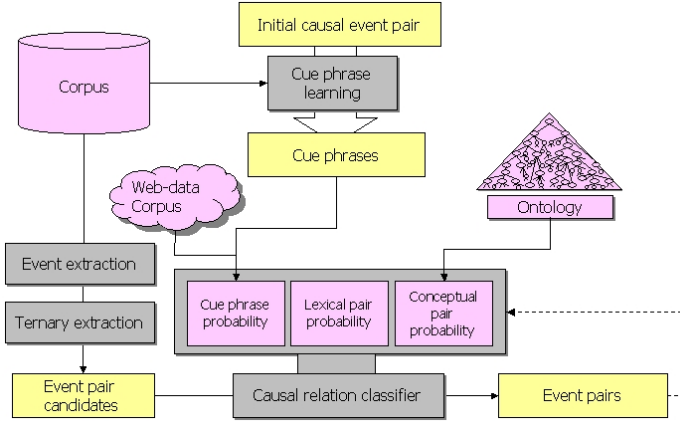 Initial causal event pair
Corpus
Cue phrase
learning
Cue phrases
Web-data
Corpus
Ontology
Event extraction
Ternary extraction
Cue phrase
probability
Lexical pair
probability
Conceptual
pair
probability
Event pair
candidates
Causal relation classifier
Event pairs